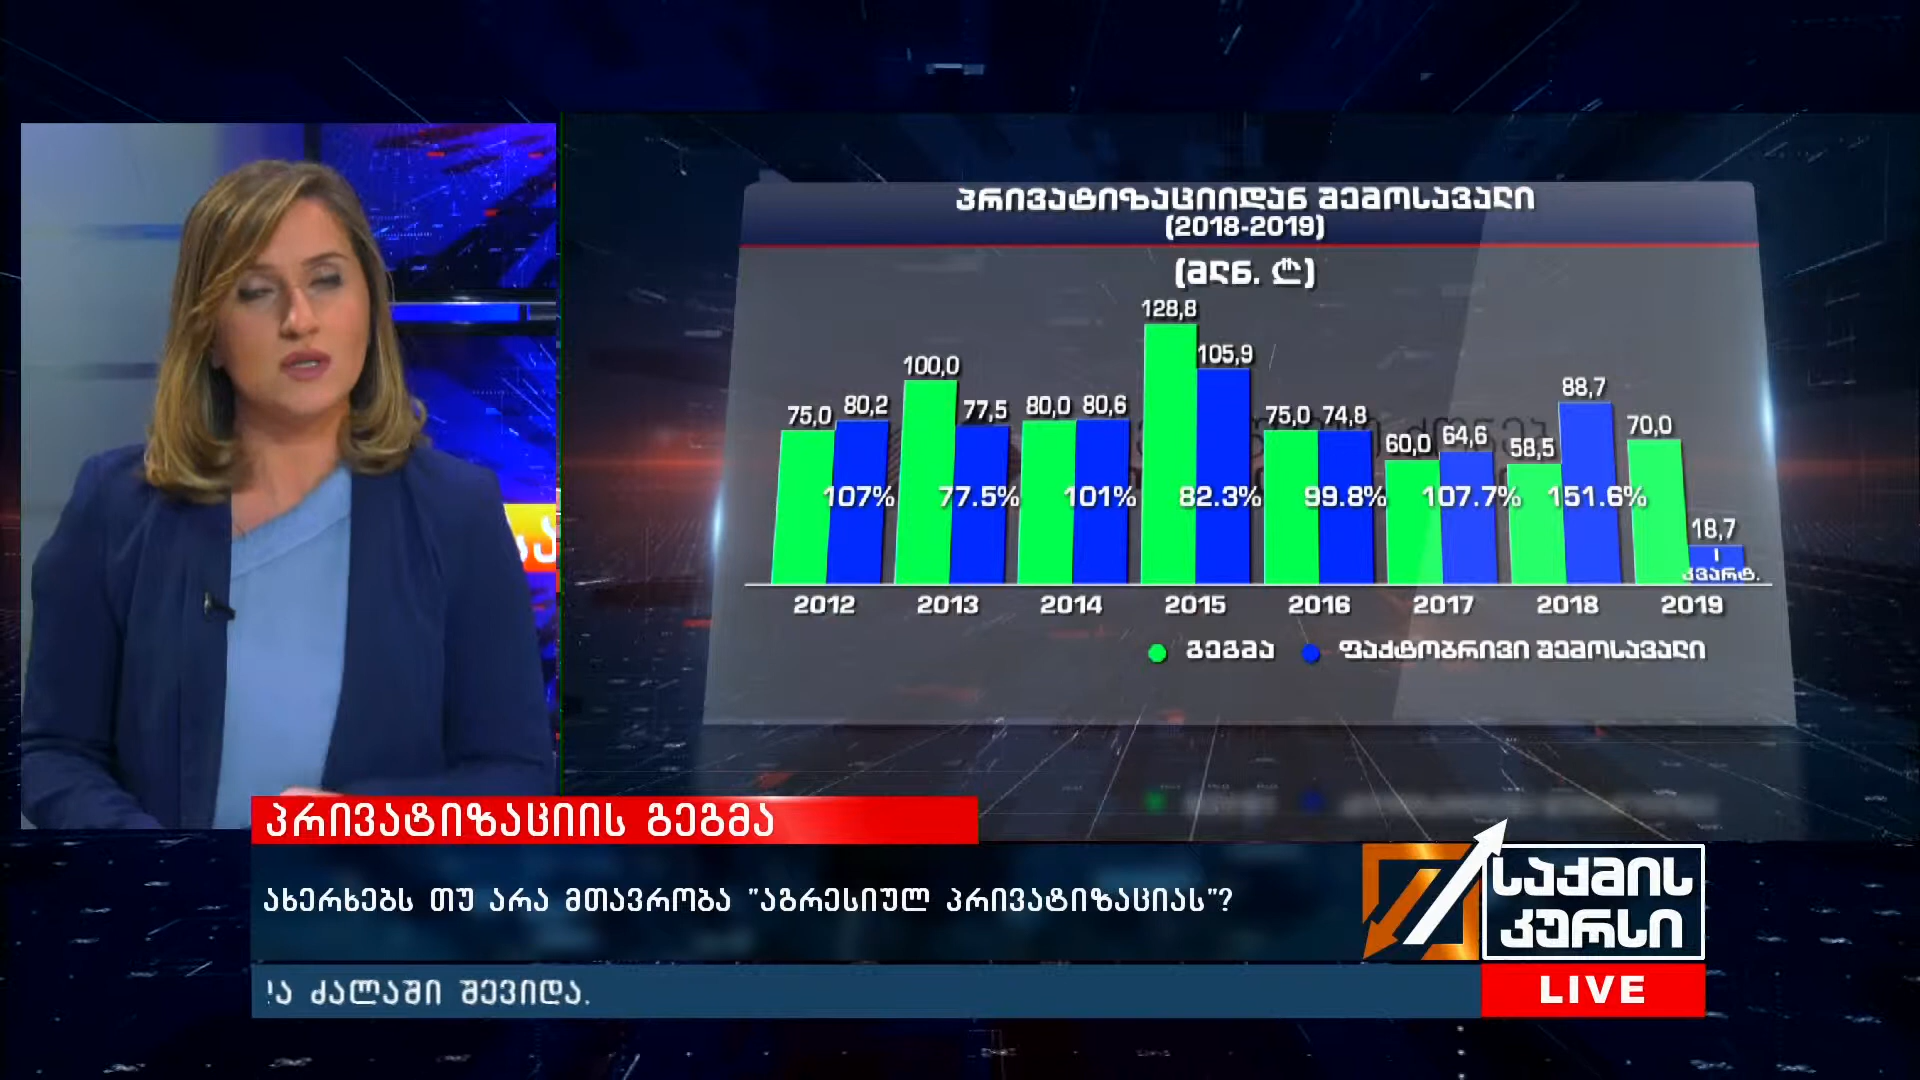 პრივატიზაციიდან შემოსავალი
(2018-2019)
(მლნ. ₾)
75,0 80,2 100,0 77,5 80,0 80,6 128,8 105,9 75,0 74,8 60,0 64,6 58,5 88,7 70,0 18,7
107% 77.5% 101% 82.3% 99.8% 107.7% 151.6% I
კვარტ.
2012 2013 2014 2015 2016 2017 2018 2019
გეგმა ფაქტობრივი შემოსავალი
პრივატიზაციის გეგმა
ახერხებს თუ არა მთავრობა "აგრესიულ პრივატიზაციას"?
საქმის
კურსი
ძალაში შევიდა.
LIVE